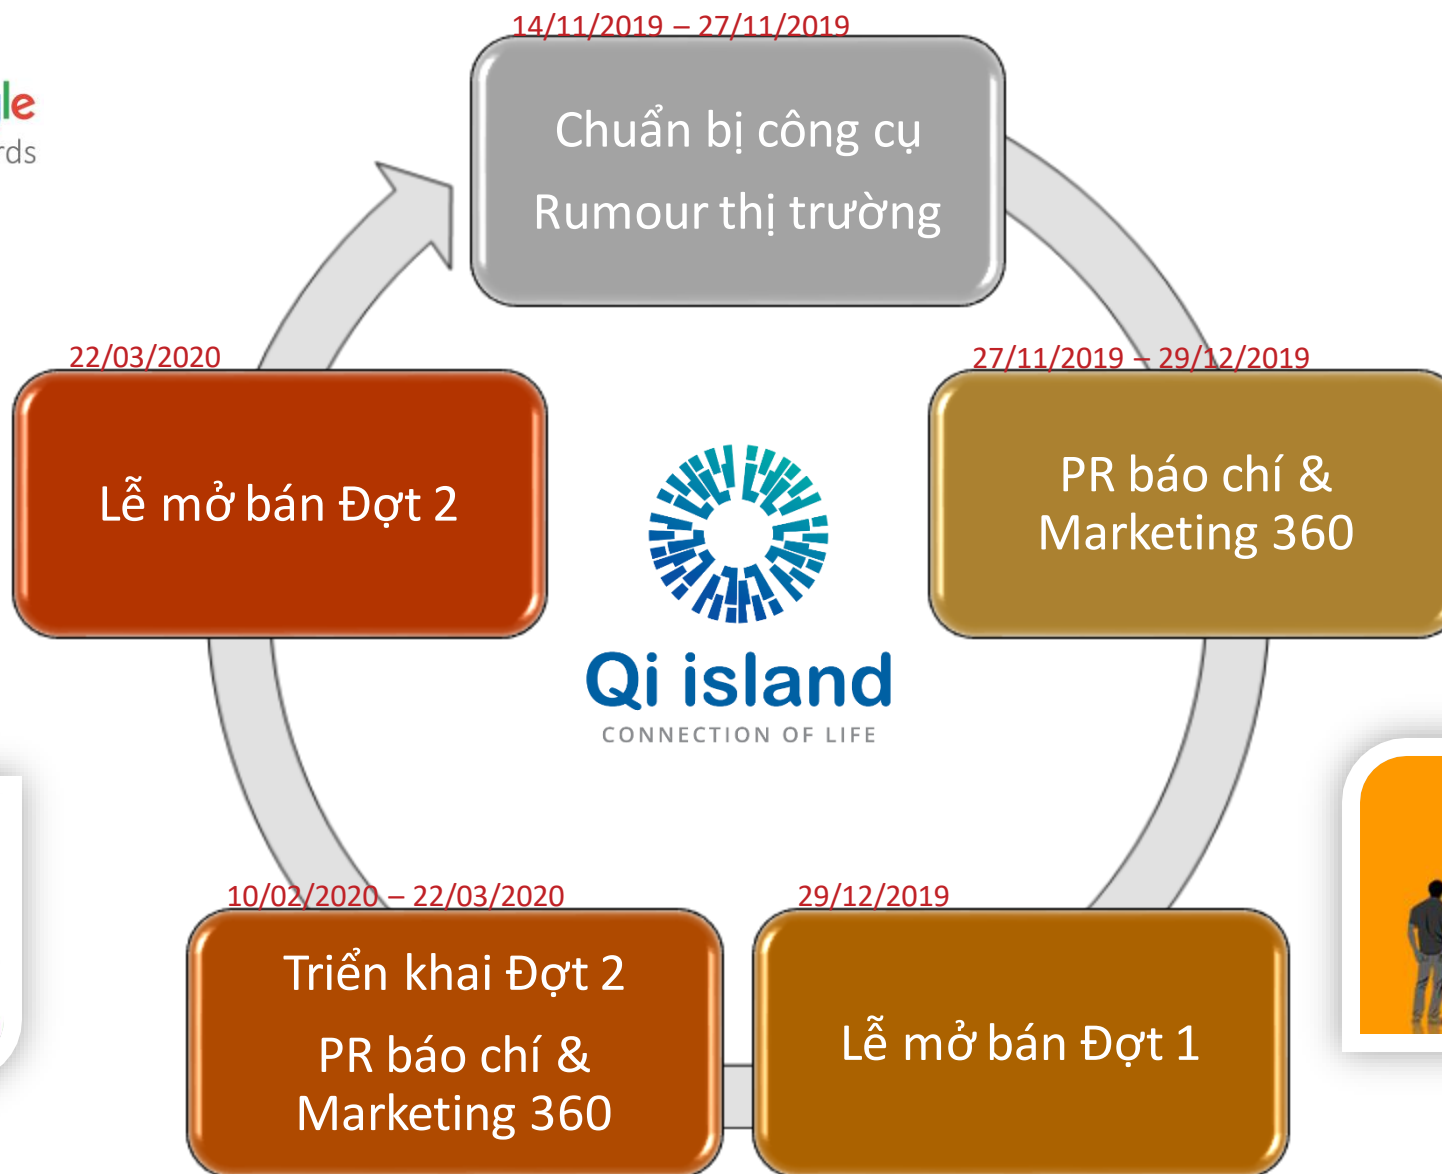 14/11/2019 – 27/11/2019
Chuẩn bị công cụ
Rumour thị trường
27/11/2019 – 29/12/2019
PR báo chí &
Marketing 360
29/12/2019
Lễ mở bán Đợt 1
10/02/2020 – 22/03/2020
Triển khai Đợt 2
PR báo chí &
Marketing 360
22/03/2020
Lễ mở bán Đợt 2
Qi island
CONNECTION OF LIFE